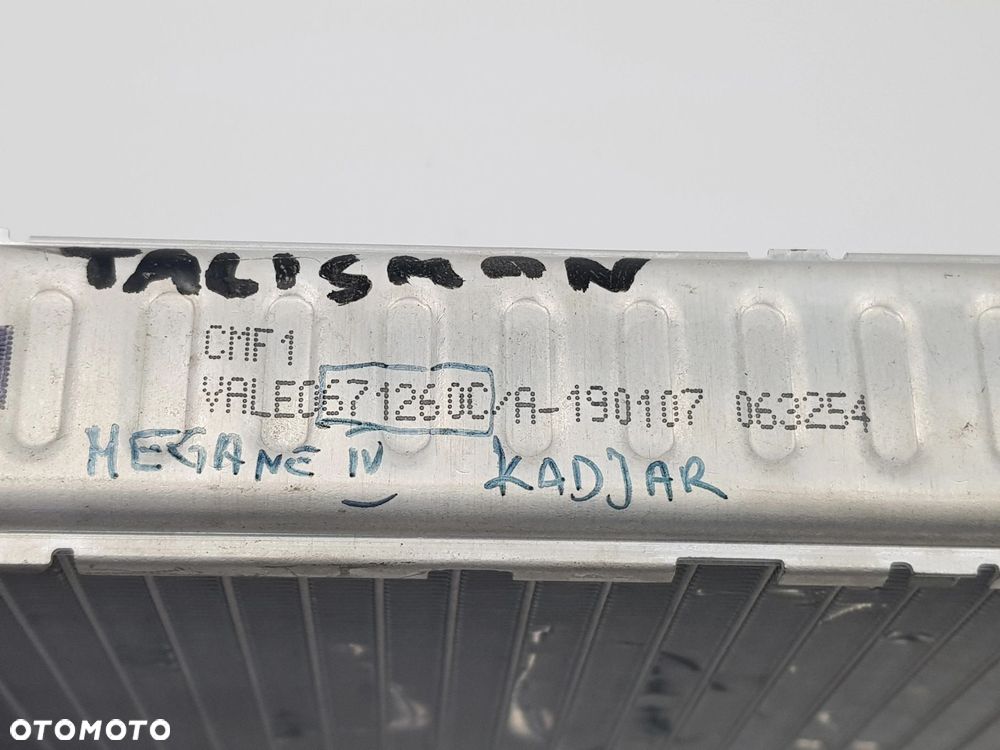 TALISMAN
CMF1
VALEO671260C/A-190107 063254
MEGANE IV KADJAR
OTOMOTO